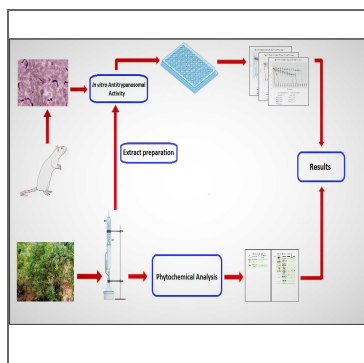 In vitro Antitrypanosomal
Activity
Extract preparation
Results
Phytochemical Analysis